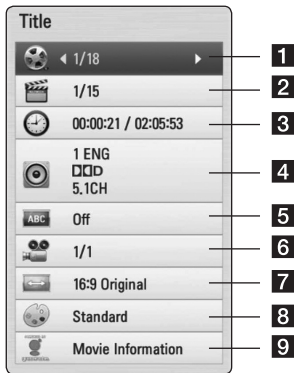 Title
1/18 1
1/15 2
00:00:21 / 02:05:53 3
1 ENG
D
5.1CH
4
ABC Off 5
1/1 6
16:9 Original 7
Standard 8
Movie Information 9